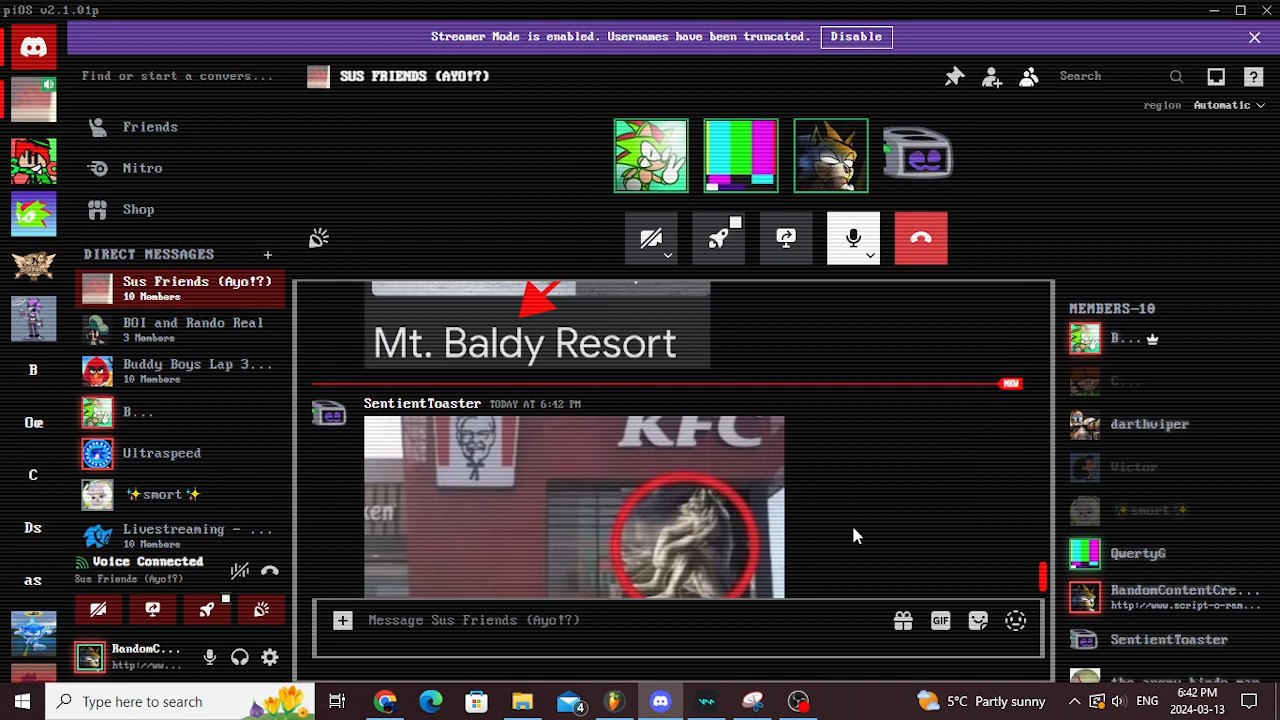 piOS v2.1.01p
Streamer Mode is enabled. Usernames have been truncated.
Disable
Find or start a convers...
SUS FRIENDS (AYO!?)
Search
region Automatic
Friends
Nitro
Shop
DIRECT MESSAGES +
Sus Friends (Ayo!?)
10 Members
BOI and Rando Real
3 Members
Buddy Boys Lap 3...
10 Members
B...
Ultraspeed
✨smort✨
Livestreaming - ...
10 Members
B
C
Ds
as
Voice Connected
Sus Friends (Ayo!?)
RandomC...
http://ww...
Mt. Baldy Resort
NEW
SentientToaster TODAY AT 6:42 PM
KFC
ken
Message Sus Friends (Ayo!?)
GIF
MEMBERS-10
B...
C...
darthviper
Victor
✨smort✨
QwertyG
RandomContentCre...
http://www.script-o-ran...
SentientToaster
Type here to search
4
5°C Partly sunny
ENG
6:42 PM
2024-03-13